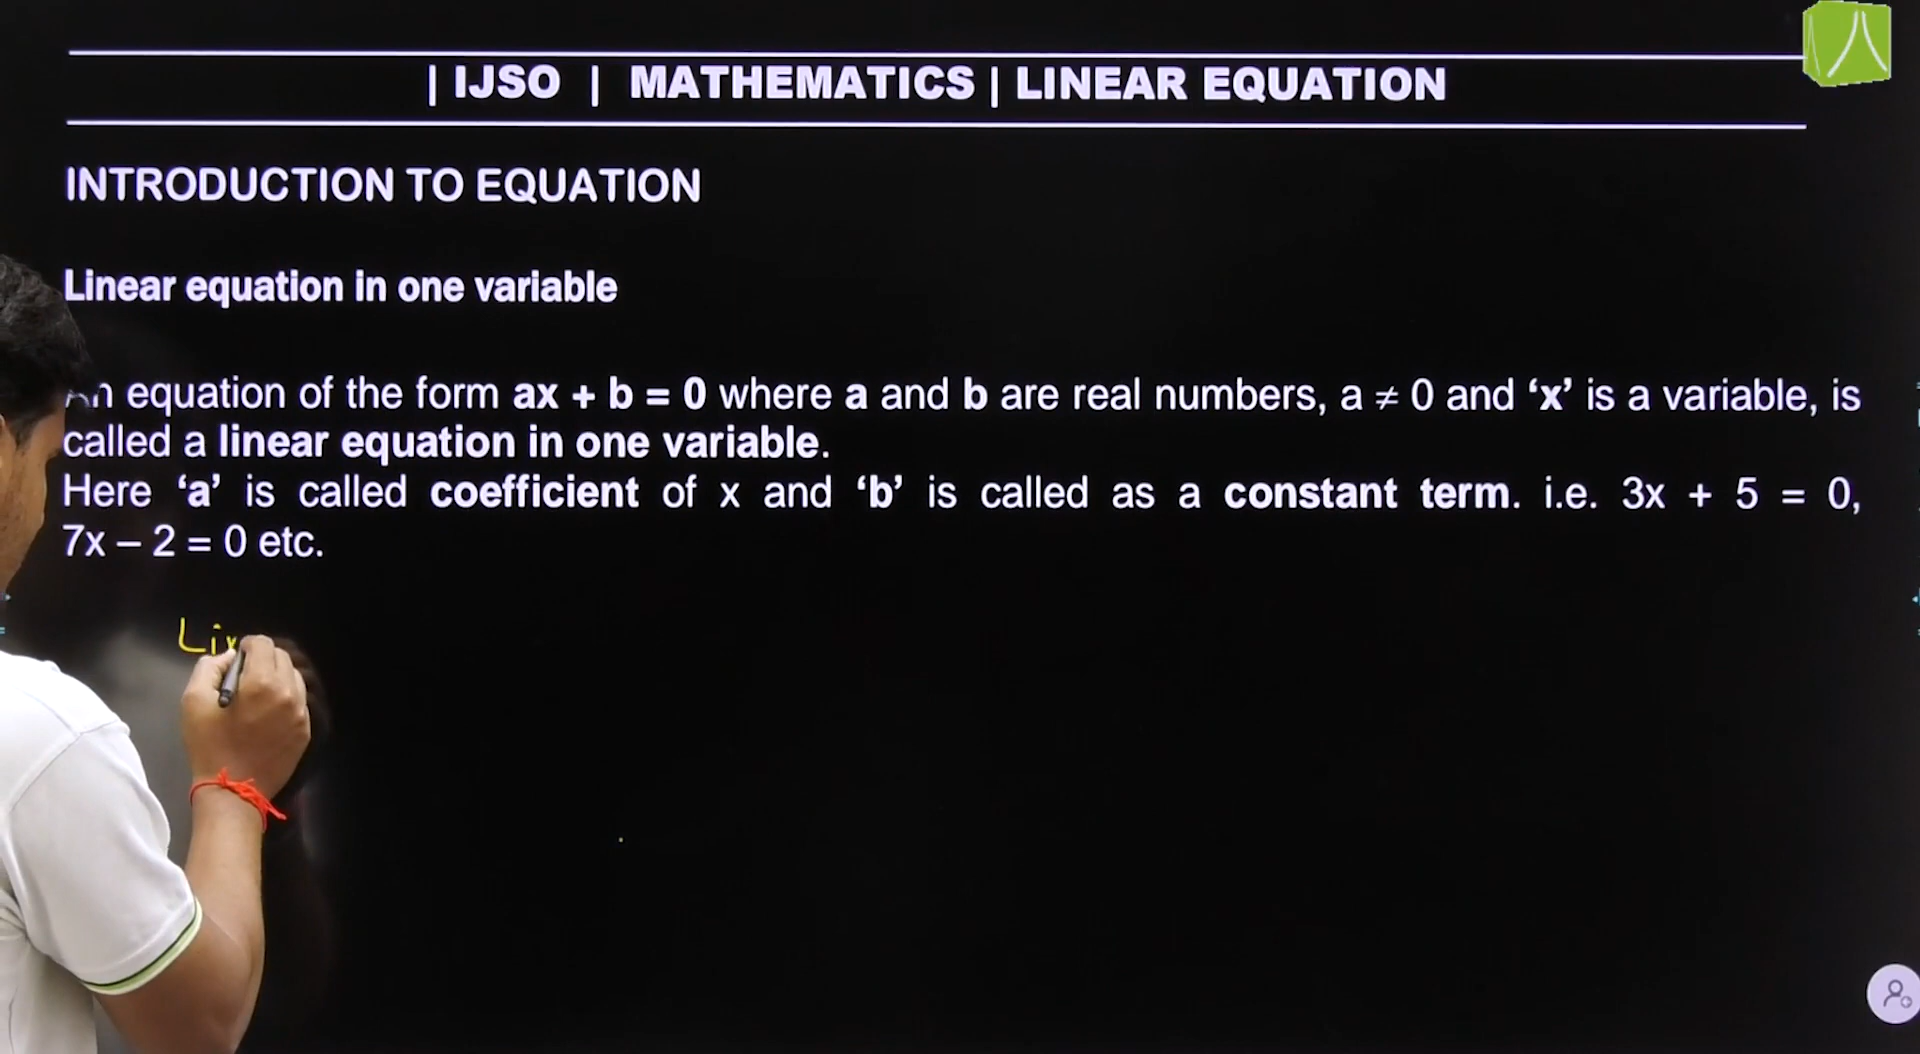 | IJSO | MATHEMATICS | LINEAR EQUATION
INTRODUCTION TO EQUATION
Linear equation in one variable
An equation of the form ax + b = 0 where a and b are real numbers, a ≠ 0 and ‘x’ is a variable, is
called a linear equation in one variable.
Here ‘a’ is called coefficient of x and ‘b’ is called as a constant term. i.e. 3x + 5 = 0,
7x – 2 = 0 etc.